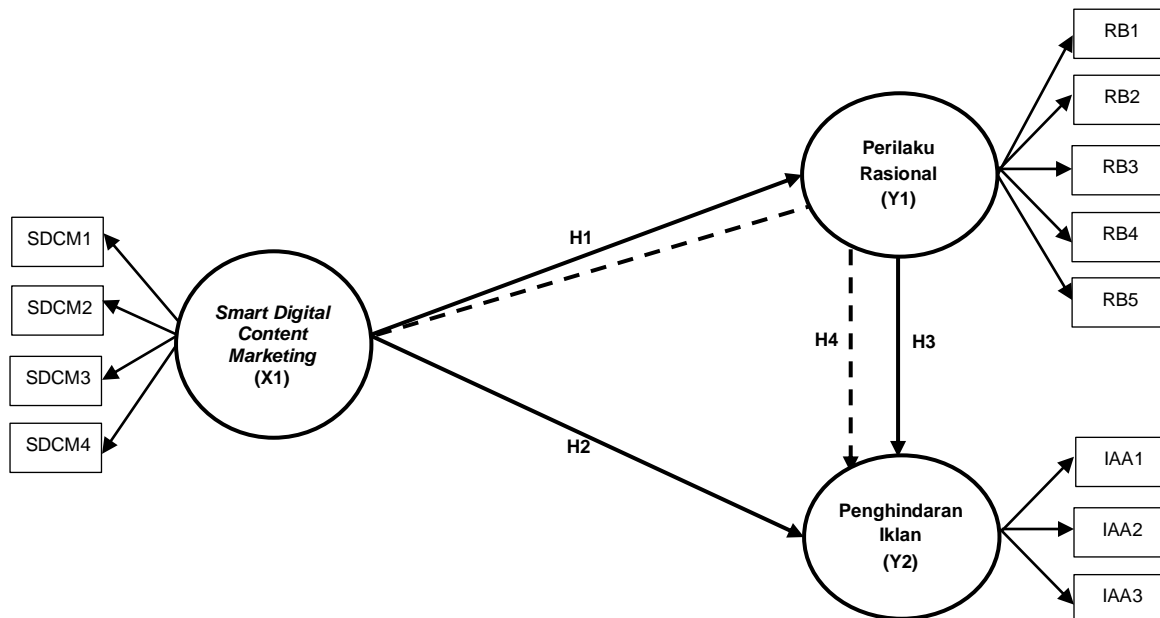 SDCM1
SDCM2
SDCM3
SDCM4
Smart Digital
Content
Marketing
(X1)
H1
H2
H4
H3
Perilaku
Rasional
(Y1)
Penghindaran
Iklan
(Y2)
RB1
RB2
RB3
RB4
RB5
IAA1
IAA2
IAA3